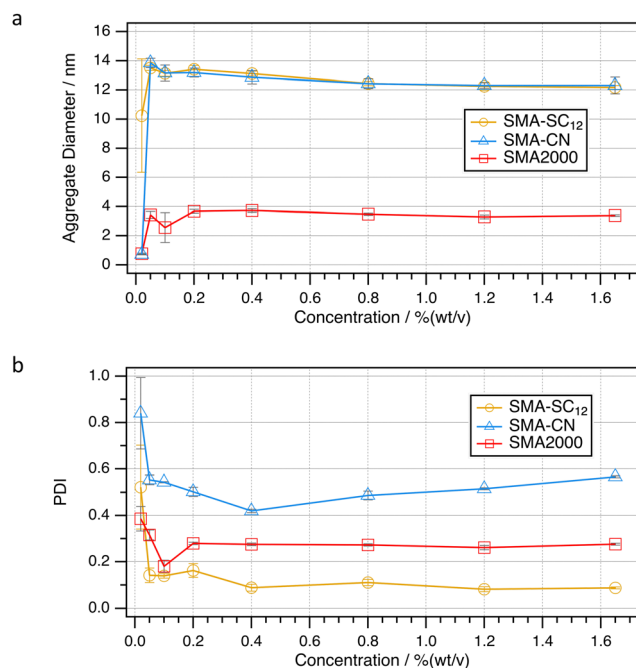 a
Aggregate Diameter / nm
16
14
12
10
8
6
4
2
0
SMA-SC₁₂
SMA-CN
SMA2000
0.0 0.2 0.4 0.6 0.8 1.0 1.2 1.4 1.6
Concentration / %(wt/v)
b
PDI
1.0
0.8
0.6
0.4
0.2
0.0
SMA-SC₁₂
SMA-CN
SMA2000
0.0 0.2 0.4 0.6 0.8 1.0 1.2 1.4 1.6
Concentration / %(wt/v)